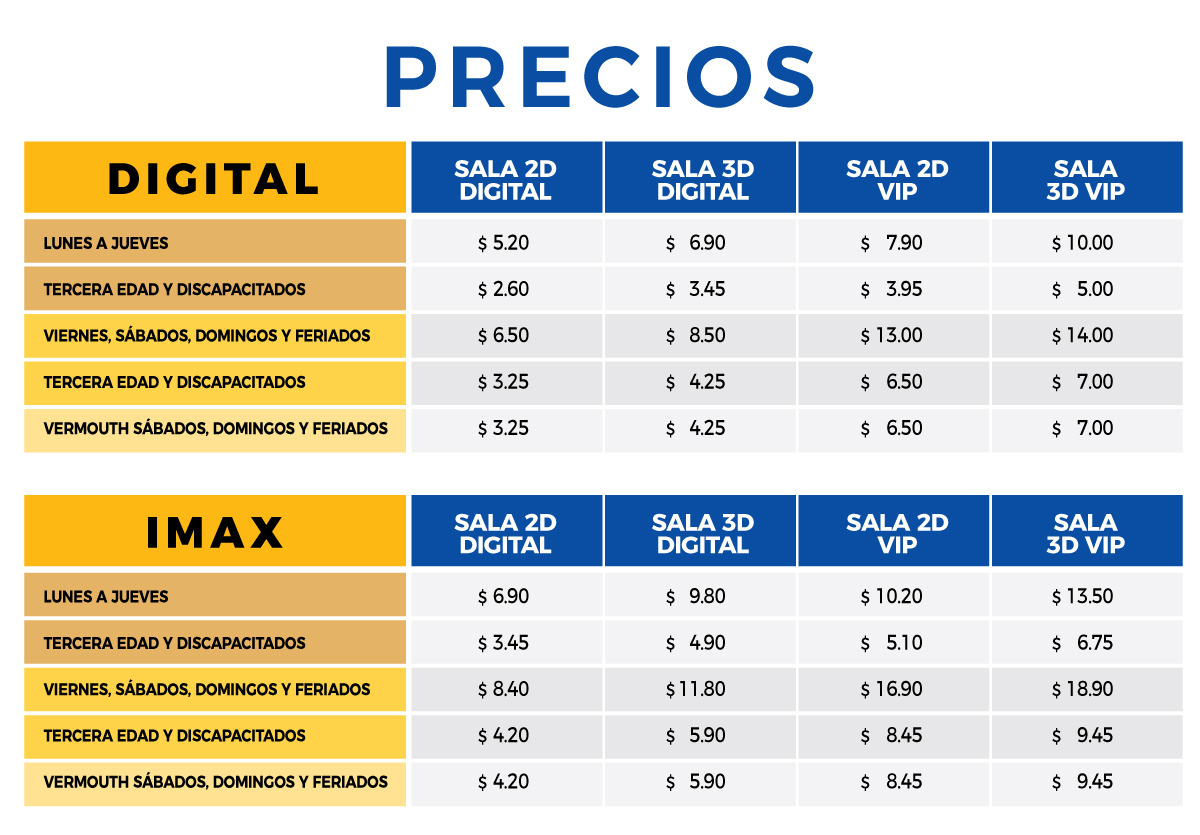 PRECIOS
DIGITAL SALA 2D DIGITAL SALA 3D DIGITAL SALA 2D VIP SALA 3D VIP
LUNES A JUEVES $ 5.20 $ 6.90 $ 7.90 $ 10.00
TERCERA EDAD Y DISCAPACITADOS $ 2.60 $ 3.45 $ 3.95 $ 5.00
VIERNES, SÁBADOS, DOMINGOS Y FERIADOS $ 6.50 $ 8.50 $ 13.00 $ 14.00
TERCERA EDAD Y DISCAPACITADOS $ 3.25 $ 4.25 $ 6.50 $ 7.00
VERMOUTH SÁBADOS, DOMINGOS Y FERIADOS $ 3.25 $ 4.25 $ 6.50 $ 7.00
IMAX SALA 2D DIGITAL SALA 3D DIGITAL SALA 2D VIP SALA 3D VIP
LUNES A JUEVES $ 6.90 $ 9.80 $ 10.20 $ 13.50
TERCERA EDAD Y DISCAPACITADOS $ 3.45 $ 4.90 $ 5.10 $ 6.75
VIERNES, SÁBADOS, DOMINGOS Y FERIADOS $ 8.40 $ 11.80 $ 16.90 $ 18.90
TERCERA EDAD Y DISCAPACITADOS $ 4.20 $ 5.90 $ 8.45 $ 9.45
VERMOUTH SÁBADOS, DOMINGOS Y FERIADOS $ 4.20 $ 5.90 $ 8.45 $ 9.45